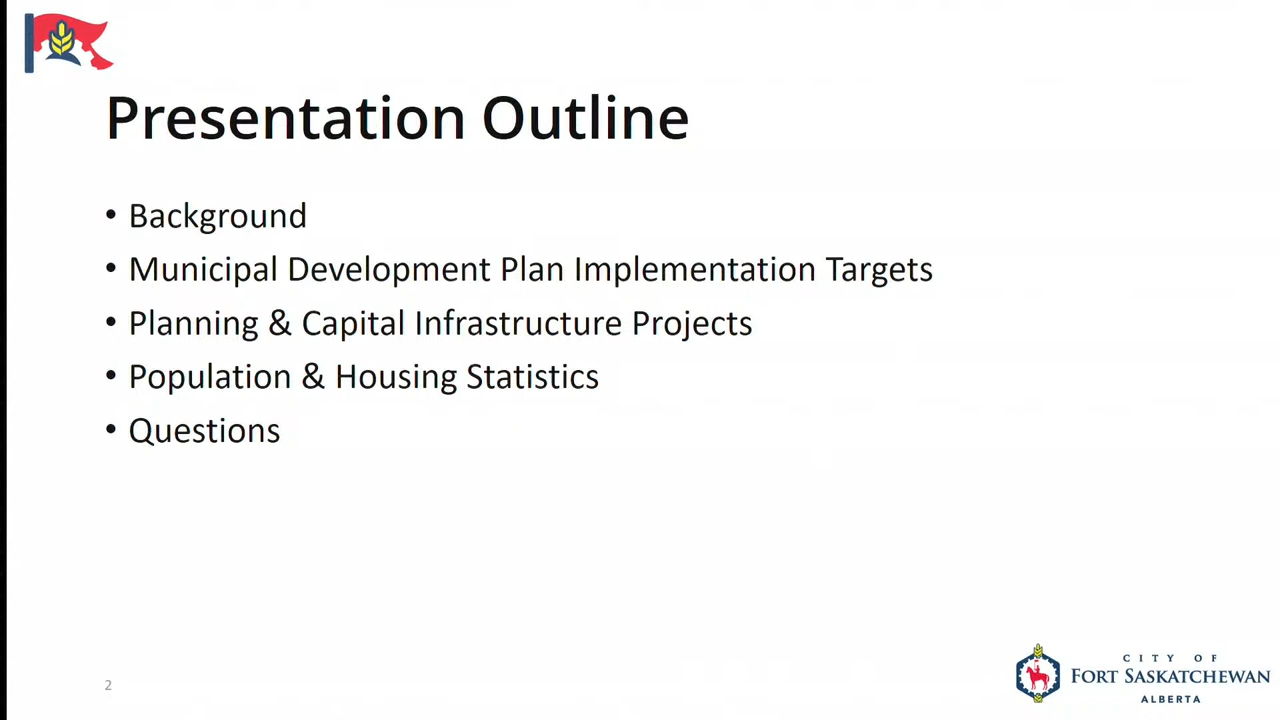 Presentation Outline
• Background
• Municipal Development Plan Implementation Targets
• Planning & Capital Infrastructure Projects
• Population & Housing Statistics
• Questions
2
CITY OF
FORT SASKATCHEWAN
ALBERTA